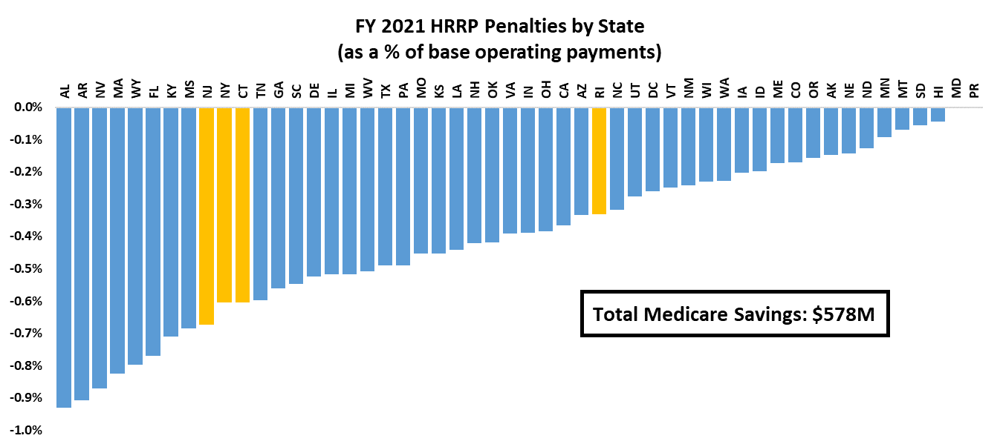 FY 2021 HRRP Penalties by State
(as a % of base operating payments)
AL AR NV MA WY FL KY MS NJ NY CT TN GA SC DE IL MI WV TX PA MO KS LA NH OK VA IN OH CA AZ RI NC UT DC VT NM WI WA IA ID ME CO OR AK NE ND MN MT SD HI MD PR
0.0%
-0.1%
-0.2%
-0.3%
-0.4%
-0.5%
-0.6%
-0.7%
-0.8%
-0.9%
-1.0%
Total Medicare Savings: $578M